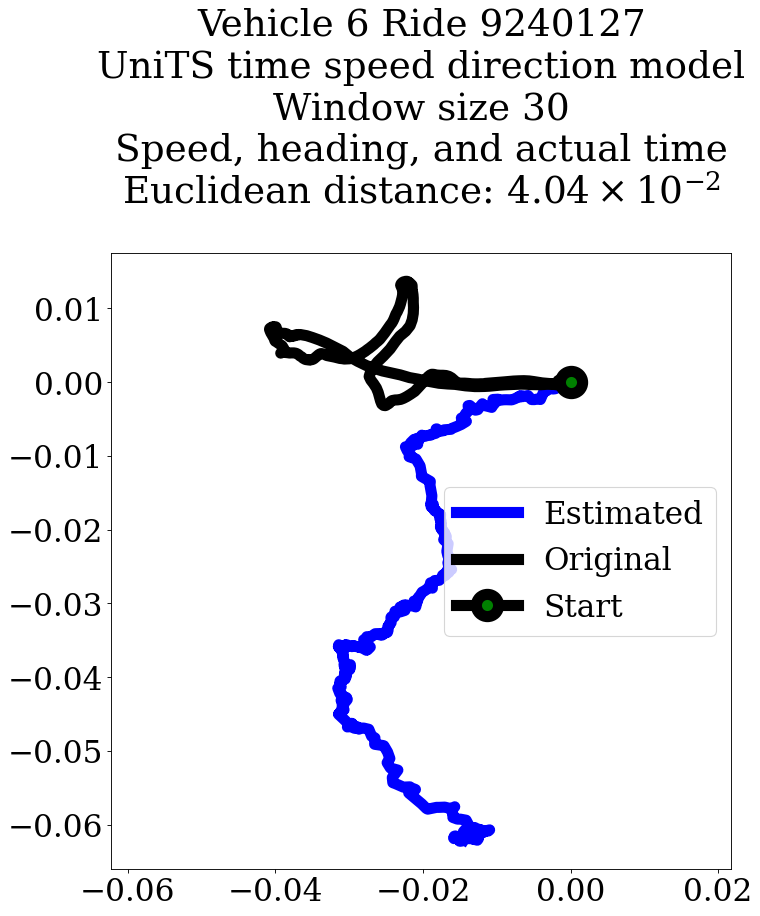 Vehicle 6 Ride 9240127
UniTS time speed direction model
Window size 30
Speed, heading, and actual time
Euclidean distance: 4.04 × 10⁻²
0.01
0.00
−0.01
−0.02
−0.03
−0.04
−0.05
−0.06
Estimated
Original
Start
−0.06 −0.04 −0.02 0.00 0.02